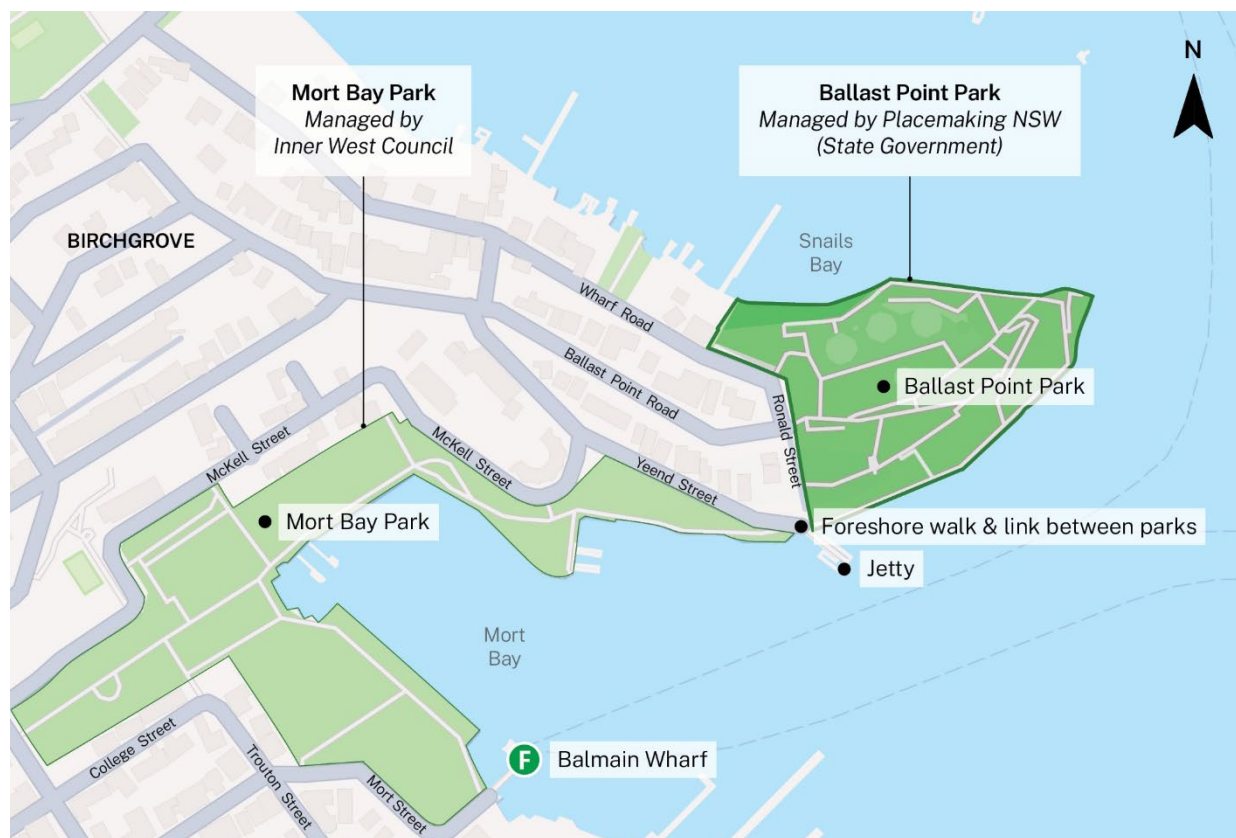 N
Mort Bay Park
Managed by
Inner West Council
Ballast Point Park
Managed by Placemaking NSW
(State Government)
BIRCHGROVE
Snails
Bay
Wharf Road
Ballast Point Road
Ballast Point Park
Ronald Street
McKell Street
McKell Street
Yeend Street
Mort Bay Park
Foreshore walk & link between parks
Jetty
Mort
Bay
F
Balmain Wharf
College Street
Trouton Street
Mort Street